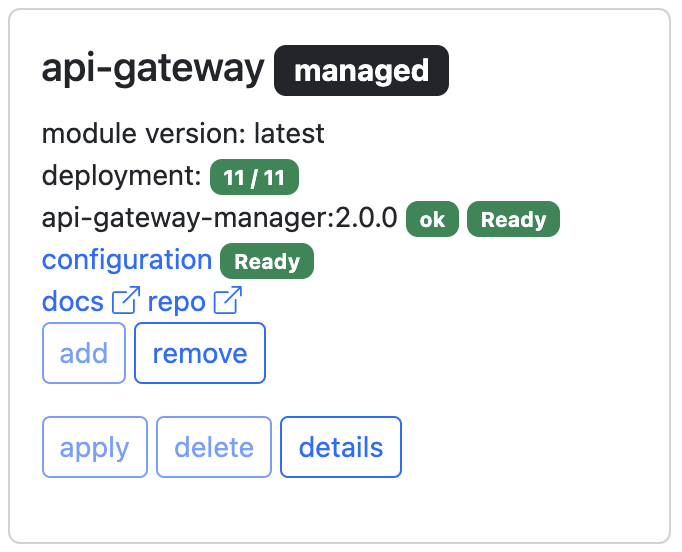 api-gateway managed
module version: latest
deployment: 11 / 11
api-gateway-manager:2.0.0 ok Ready
configuration Ready
docs repo
add remove
apply delete details